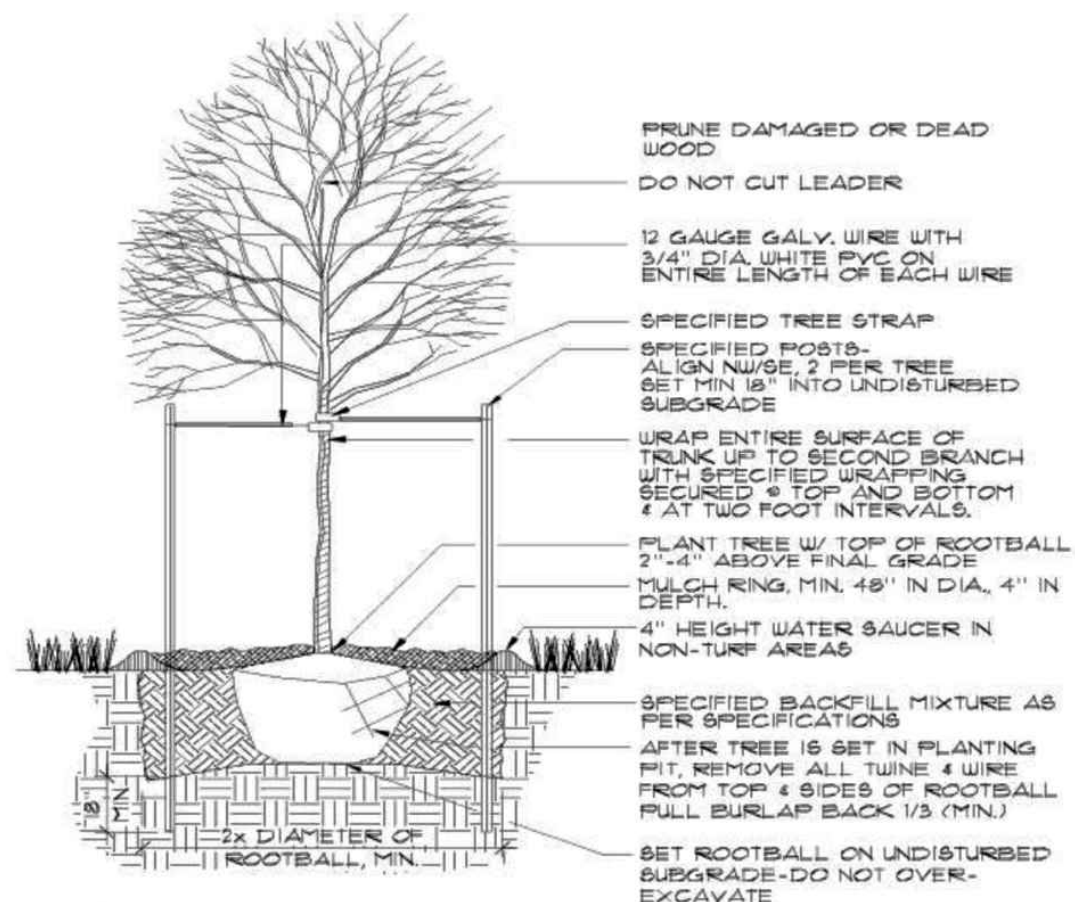 PRUNE DAMAGED OR DEAD
WOOD
DO NOT CUT LEADER
12 GAUGE GALV. WIRE WITH
3/4" DIA. WHITE PVC ON
ENTIRE LENGTH OF EACH WIRE
SPECIFIED TREE STRAP
SPECIFIED POSTS-
ALIGN NW/SE, 2 PER TREE
SET MIN 18" INTO UNDISTURBED
SUBGRADE
WRAP ENTIRE SURFACE OF
TRUNK UP TO SECOND BRANCH
WITH SPECIFIED WRAPPING
SECURED @ TOP AND BOTTOM
& AT TWO FOOT INTERVALS.
PLANT TREE W/ TOP OF ROOTBALL
2"-4" ABOVE FINAL GRADE
MULCH RING, MIN. 48" IN DIA., 4" IN
DEPTH.
4" HEIGHT WATER SAUCER IN
NON-TURF AREAS
SPECIFIED BACKFILL MIXTURE AS
PER SPECIFICATIONS
AFTER TREE IS SET IN PLANTING
PIT, REMOVE ALL TWINE & WIRE
FROM TOP & SIDES OF ROOTBALL
PULL BURLAP BACK 1/3 (MIN.)
SET ROOTBALL ON UNDISTURBED
SUBGRADE-DO NOT OVER-
EXCAVATE
18"
MIN
2x DIAMETER OF
ROOTBALL, MIN.